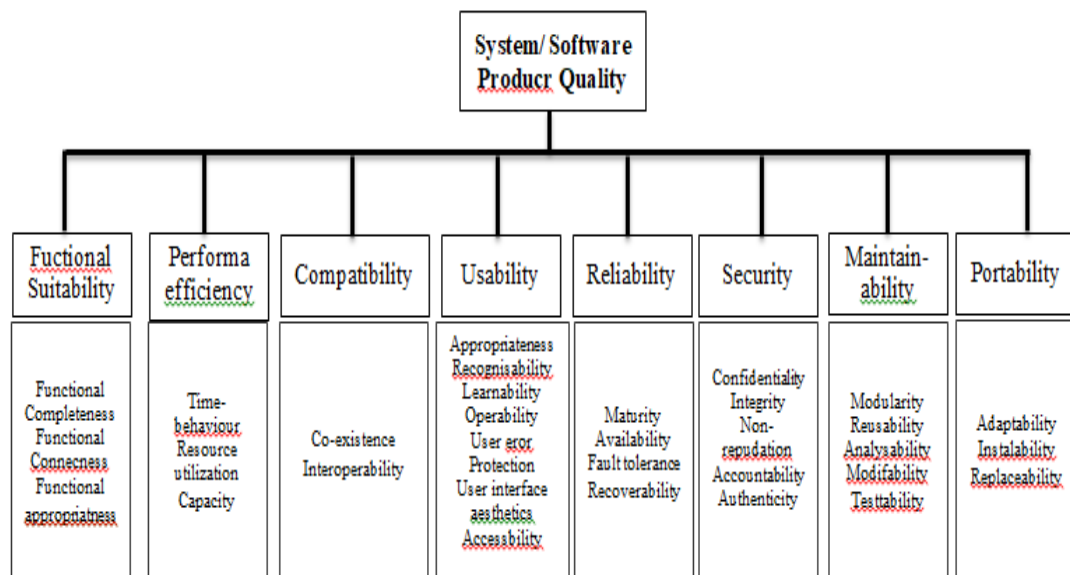 System/ Software
Producr Quality
Fuctional
Suitability
Performa
efficiency
Compatibility
Usability
Reliability
Security
Maintain-
ability
Portability
Functional
Completeness
Functional
Connecness
Functional
appropriatness
Time-
behaviour
Resource
utilization
Capacity
Co-existence
Interoperability
Appropriateness
Recognisability
Learnability
Operability
User eror
Protection
User interface
aesthetics
Accessbility
Maturity
Availability
Fault tolerance
Recoverability
Confidentiality
Integrity
Non-
repudation
Accountability
Authenticity
Modularity
Reusability
Analysability
Modifability
Testtability
Adaptability
Instalability
Replaceability